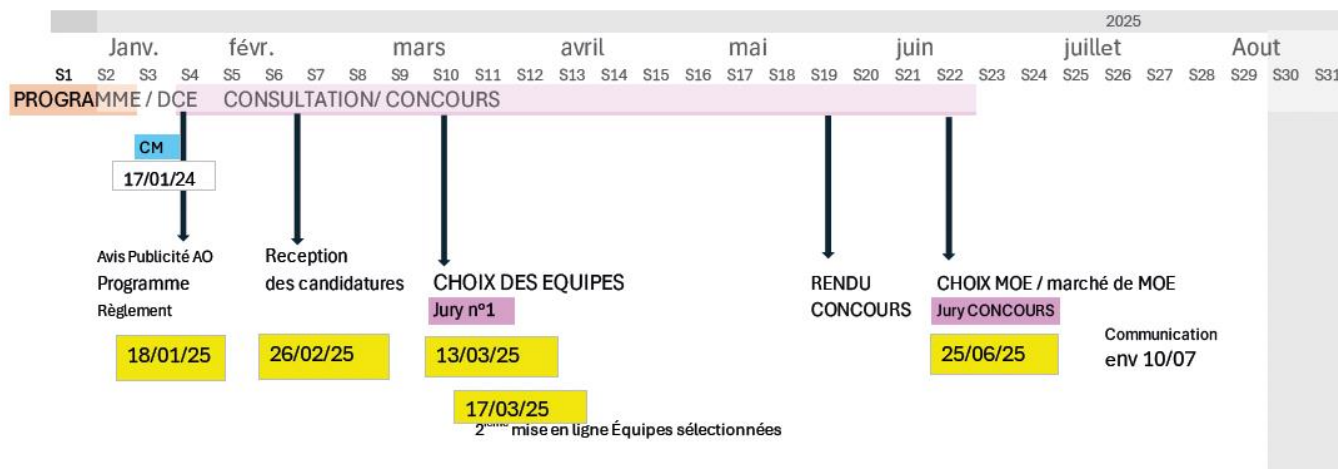 2025
Janv. févr. mars avril mai juin juillet Aout
S1 S2 S3 S4 S5 S6 S7 S8 S9 S10 S11 S12 S13 S14 S15 S16 S17 S18 S19 S20 S21 S22 S23 S24 S25 S26 S27 S28 S29 S30 S31
PROGRAMME / DCE CONSULTATION/ CONCOURS
CM
17/01/24
Avis Publicité AO
Programme
Règlement
18/01/25
Reception
des candidatures
26/02/25
CHOIX DES EQUIPES
Jury n°1
13/03/25
17/03/25
2ième mise en ligne Équipes sélectionnées
RENDU
CONCOURS
CHOIX MOE / marché de MOE
Jury CONCOURS
25/06/25
Communication
env 10/07